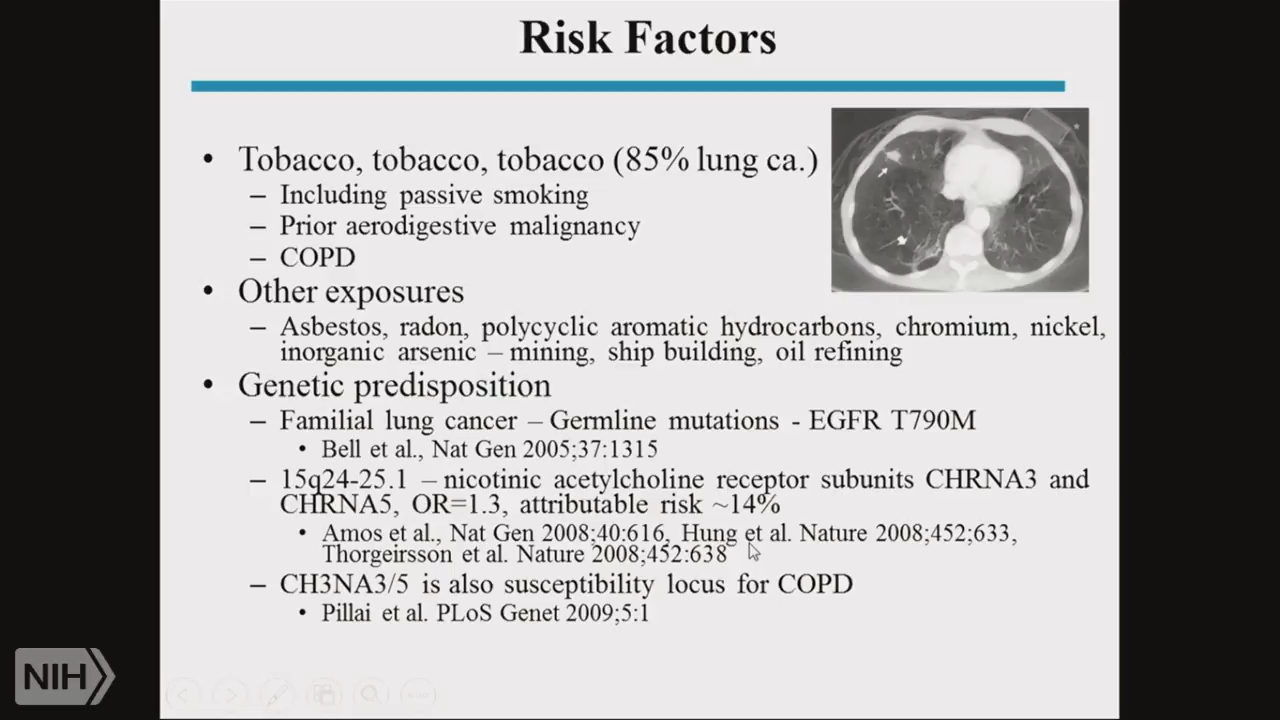 Risk Factors
• Tobacco, tobacco, tobacco (85% lung ca.)
– Including passive smoking
– Prior aerodigestive malignancy
– COPD
• Other exposures
– Asbestos, radon, polycyclic aromatic hydrocarbons, chromium, nickel,
inorganic arsenic – mining, ship building, oil refining
• Genetic predisposition
– Familial lung cancer – Germline mutations - EGFR T790M
• Bell et al., Nat Gen 2005;37:1315
– 15q24-25.1 – nicotinic acetylcholine receptor subunits CHRNA3 and
CHRNA5, OR=1.3, attributable risk ~14%
• Amos et al., Nat Gen 2008;40:616, Hung et al. Nature 2008;452;633,
Thorgeirsson et al. Nature 2008;452:638
– CH3NA3/5 is also susceptibility locus for COPD
• Pillai et al. PLoS Genet 2009;5:1
NIH